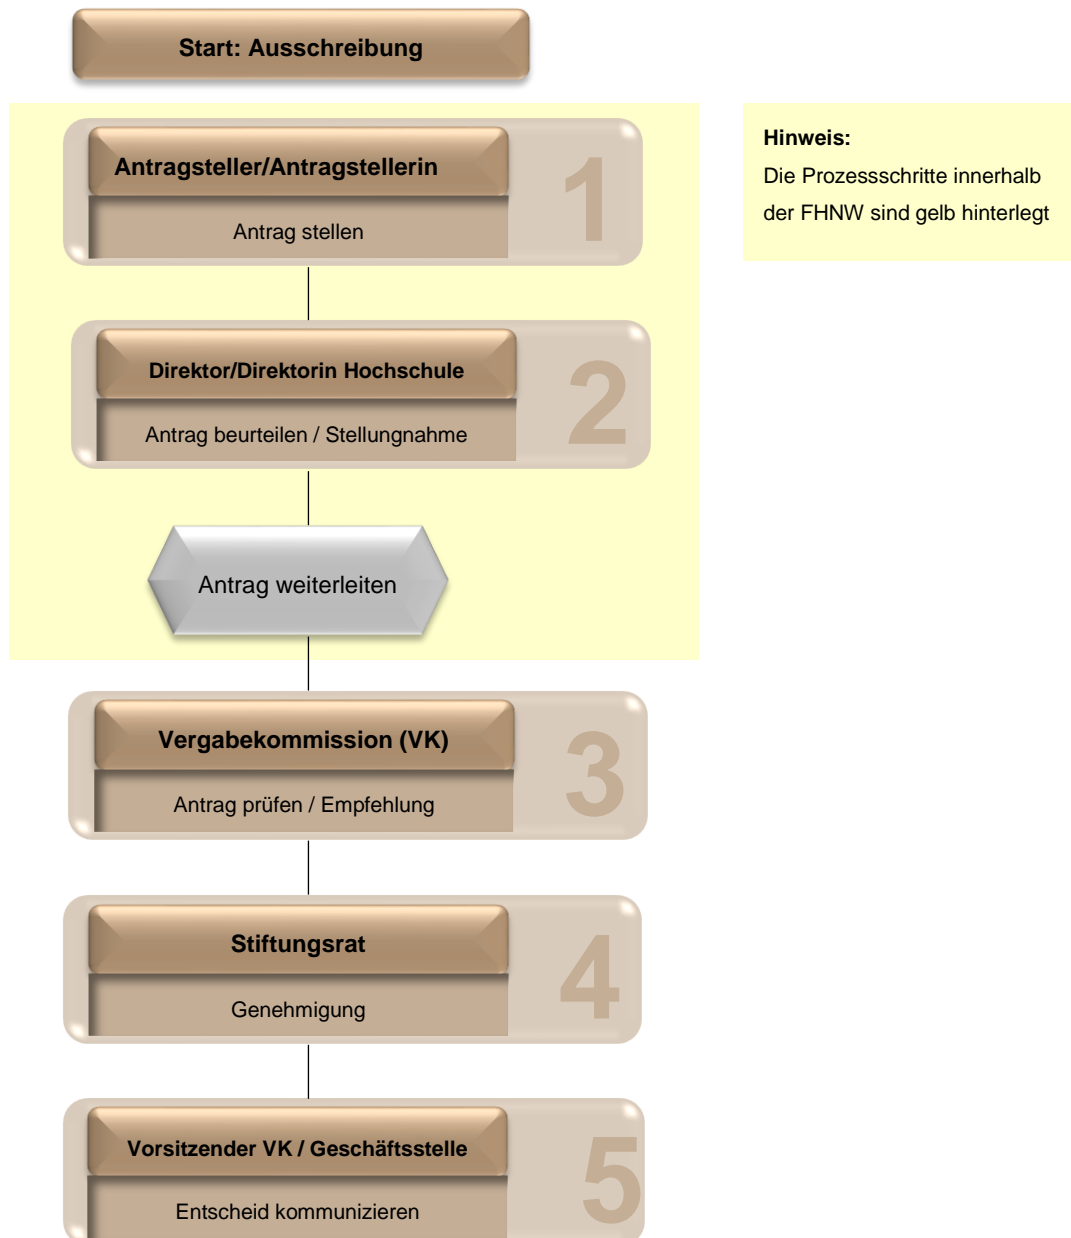 Start: Ausschreibung
Antragsteller/Antragstellerin
Antrag stellen
1
Hinweis:
Die Prozessschritte innerhalb
der FHNW sind gelb hinterlegt
Direktor/Direktorin Hochschule
Antrag beurteilen / Stellungnahme
2
Antrag weiterleiten
Vergabekommission (VK)
Antrag prüfen / Empfehlung
3
Stiftungsrat
Genehmigung
4
Vorsitzender VK / Geschäftsstelle
Entscheid kommunizieren
5